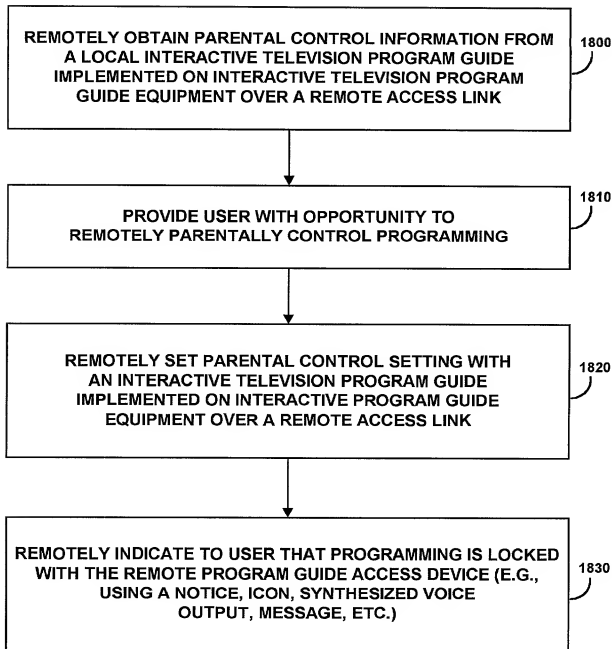 REMOTELY OBTAIN PARENTAL CONTROL INFORMATION FROM
A LOCAL INTERACTIVE TELEVISION PROGRAM GUIDE
IMPLEMENTED ON INTERACTIVE TELEVISION PROGRAM
GUIDE EQUIPMENT OVER A REMOTE ACCESS LINK
1800
PROVIDE USER WITH OPPORTUNITY TO
REMOTELY PARENTALLY CONTROL PROGRAMMING
1810
REMOTELY SET PARENTAL CONTROL SETTING WITH
AN INTERACTIVE TELEVISION PROGRAM GUIDE
IMPLEMENTED ON INTERACTIVE PROGRAM GUIDE
EQUIPMENT OVER A REMOTE ACCESS LINK
1820
REMOTELY INDICATE TO USER THAT PROGRAMMING IS LOCKED
WITH THE REMOTE PROGRAM GUIDE ACCESS DEVICE (E.G.,
USING A NOTICE, ICON, SYNTHESIZED VOICE
OUTPUT, MESSAGE, ETC.)
1830